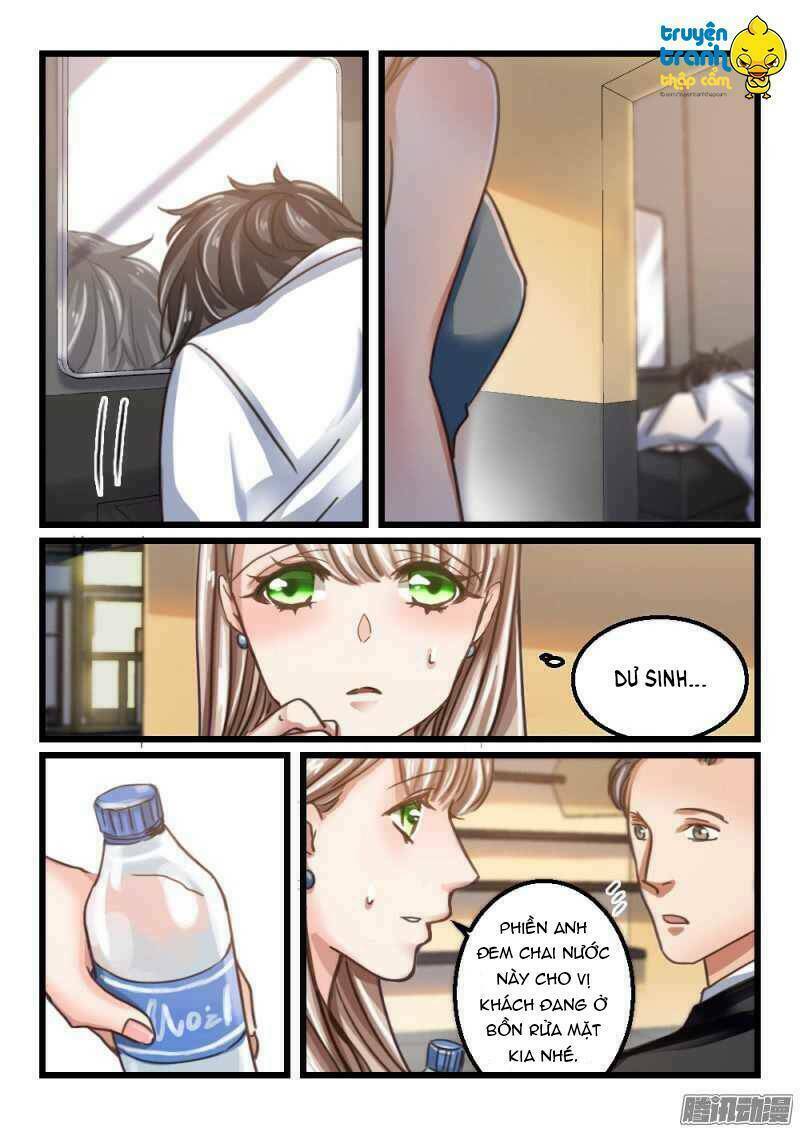 truyện
tranh
thập cẩm
DƯ SINH...
Nozl
PHIỀN ANH
ĐEM CHAI NƯỚC
NÀY CHO VỊ
KHÁCH ĐANG Ở
BỒN RỬA MẶT
KIA NHÉ.
腾讯动漫